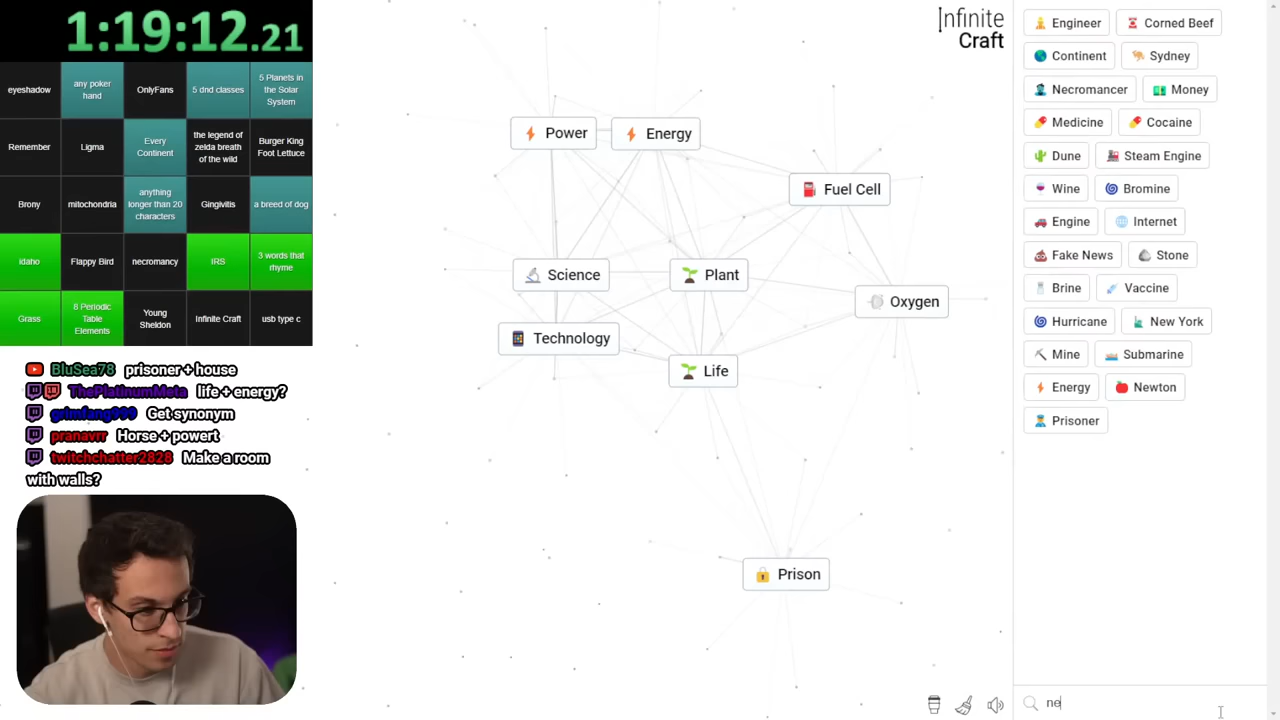 1:19:12.21
eyeshadow
any poker
hand
OnlyFans
5 dnd classes
5 Planets in
the Solar
System
Remember
Ligma
Every
Continent
the legend of
zelda breath
of the wild
Burger King
Foot Lettuce
Brony
mitochondria
anything
longer than 20
characters
Gingivitis
a breed of dog
idaho
Flappy Bird
necromancy
IRS
3 words that
rhyme
Grass
8 Periodic
Table
Elements
Young
Sheldon
Infinite Craft
usb type c
BluSea78 prisoner + house
ThePlatinumMeta life + energy?
grimfang999 Get synonym
pranavrr Horse + powert
twitchchatter2828 Make a room
with walls?
Infinite
Craft
Power
Energy
Fuel Cell
Science
Plant
Oxygen
Technology
Life
Prison
Engineer
Corned Beef
Continent
Sydney
Necromancer
Money
Medicine
Cocaine
Dune
Steam Engine
Wine
Bromine
Engine
Internet
Fake News
Stone
Brine
Vaccine
Hurricane
New York
Mine
Submarine
Energy
Newton
Prisoner
ne